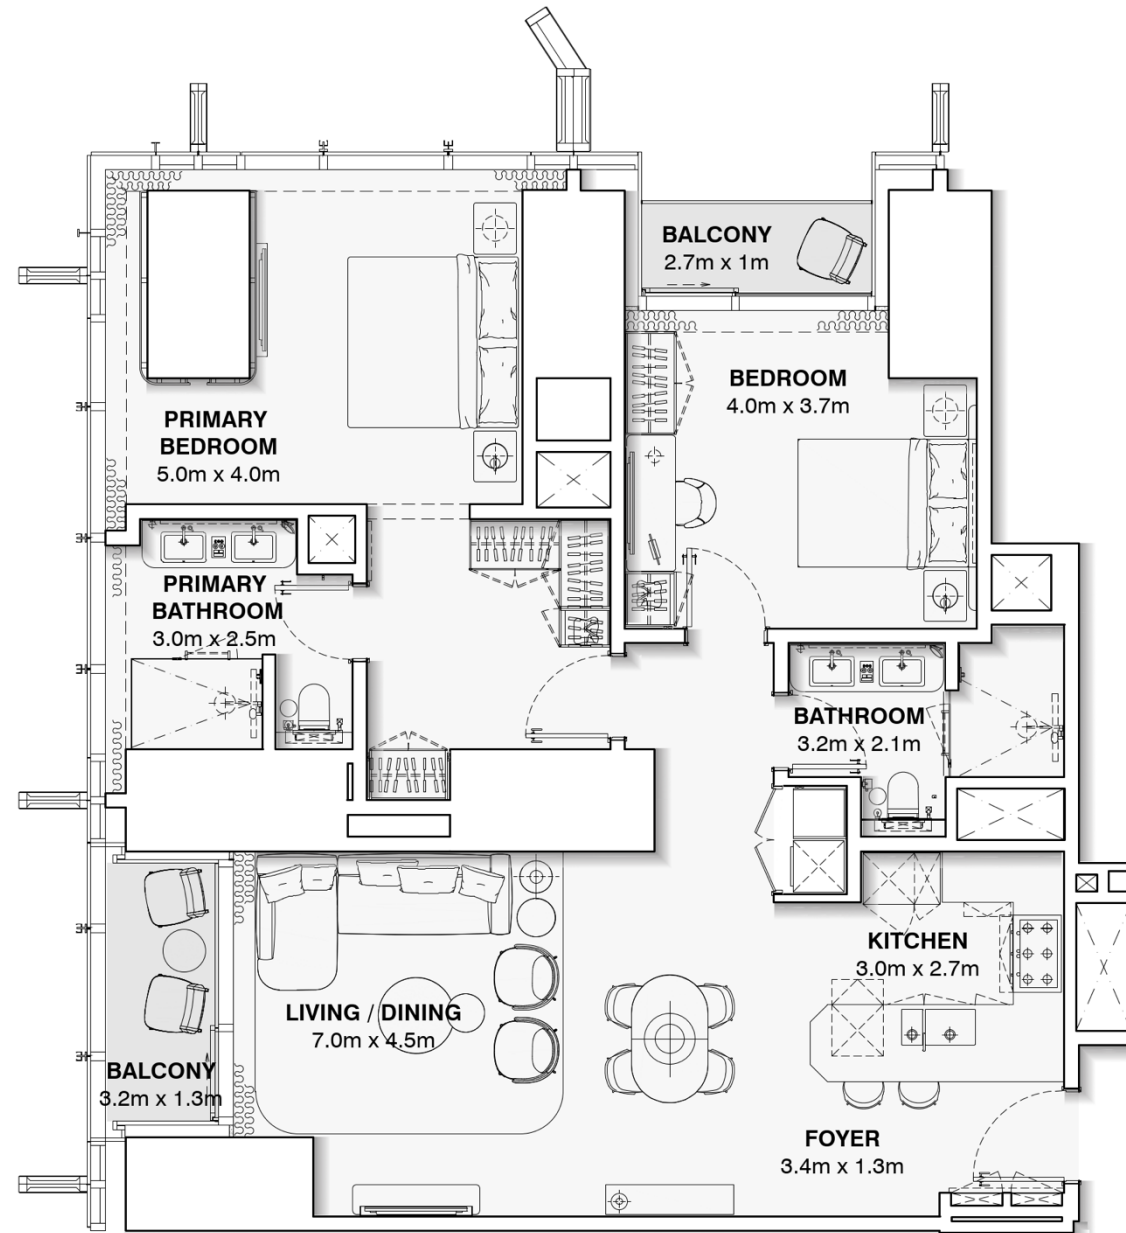 BALCONY
2.7m x 1m
BEDROOM
4.0m x 3.7m
PRIMARY
BEDROOM
5.0m x 4.0m
PRIMARY
BATHROOM
3.0m x 2.5m
BATHROOM
3.2m x 2.1m
KITCHEN
3.0m x 2.7m
LIVING / DINING
7.0m x 4.5m
BALCONY
3.2m x 1.3m
FOYER
3.4m x 1.3m